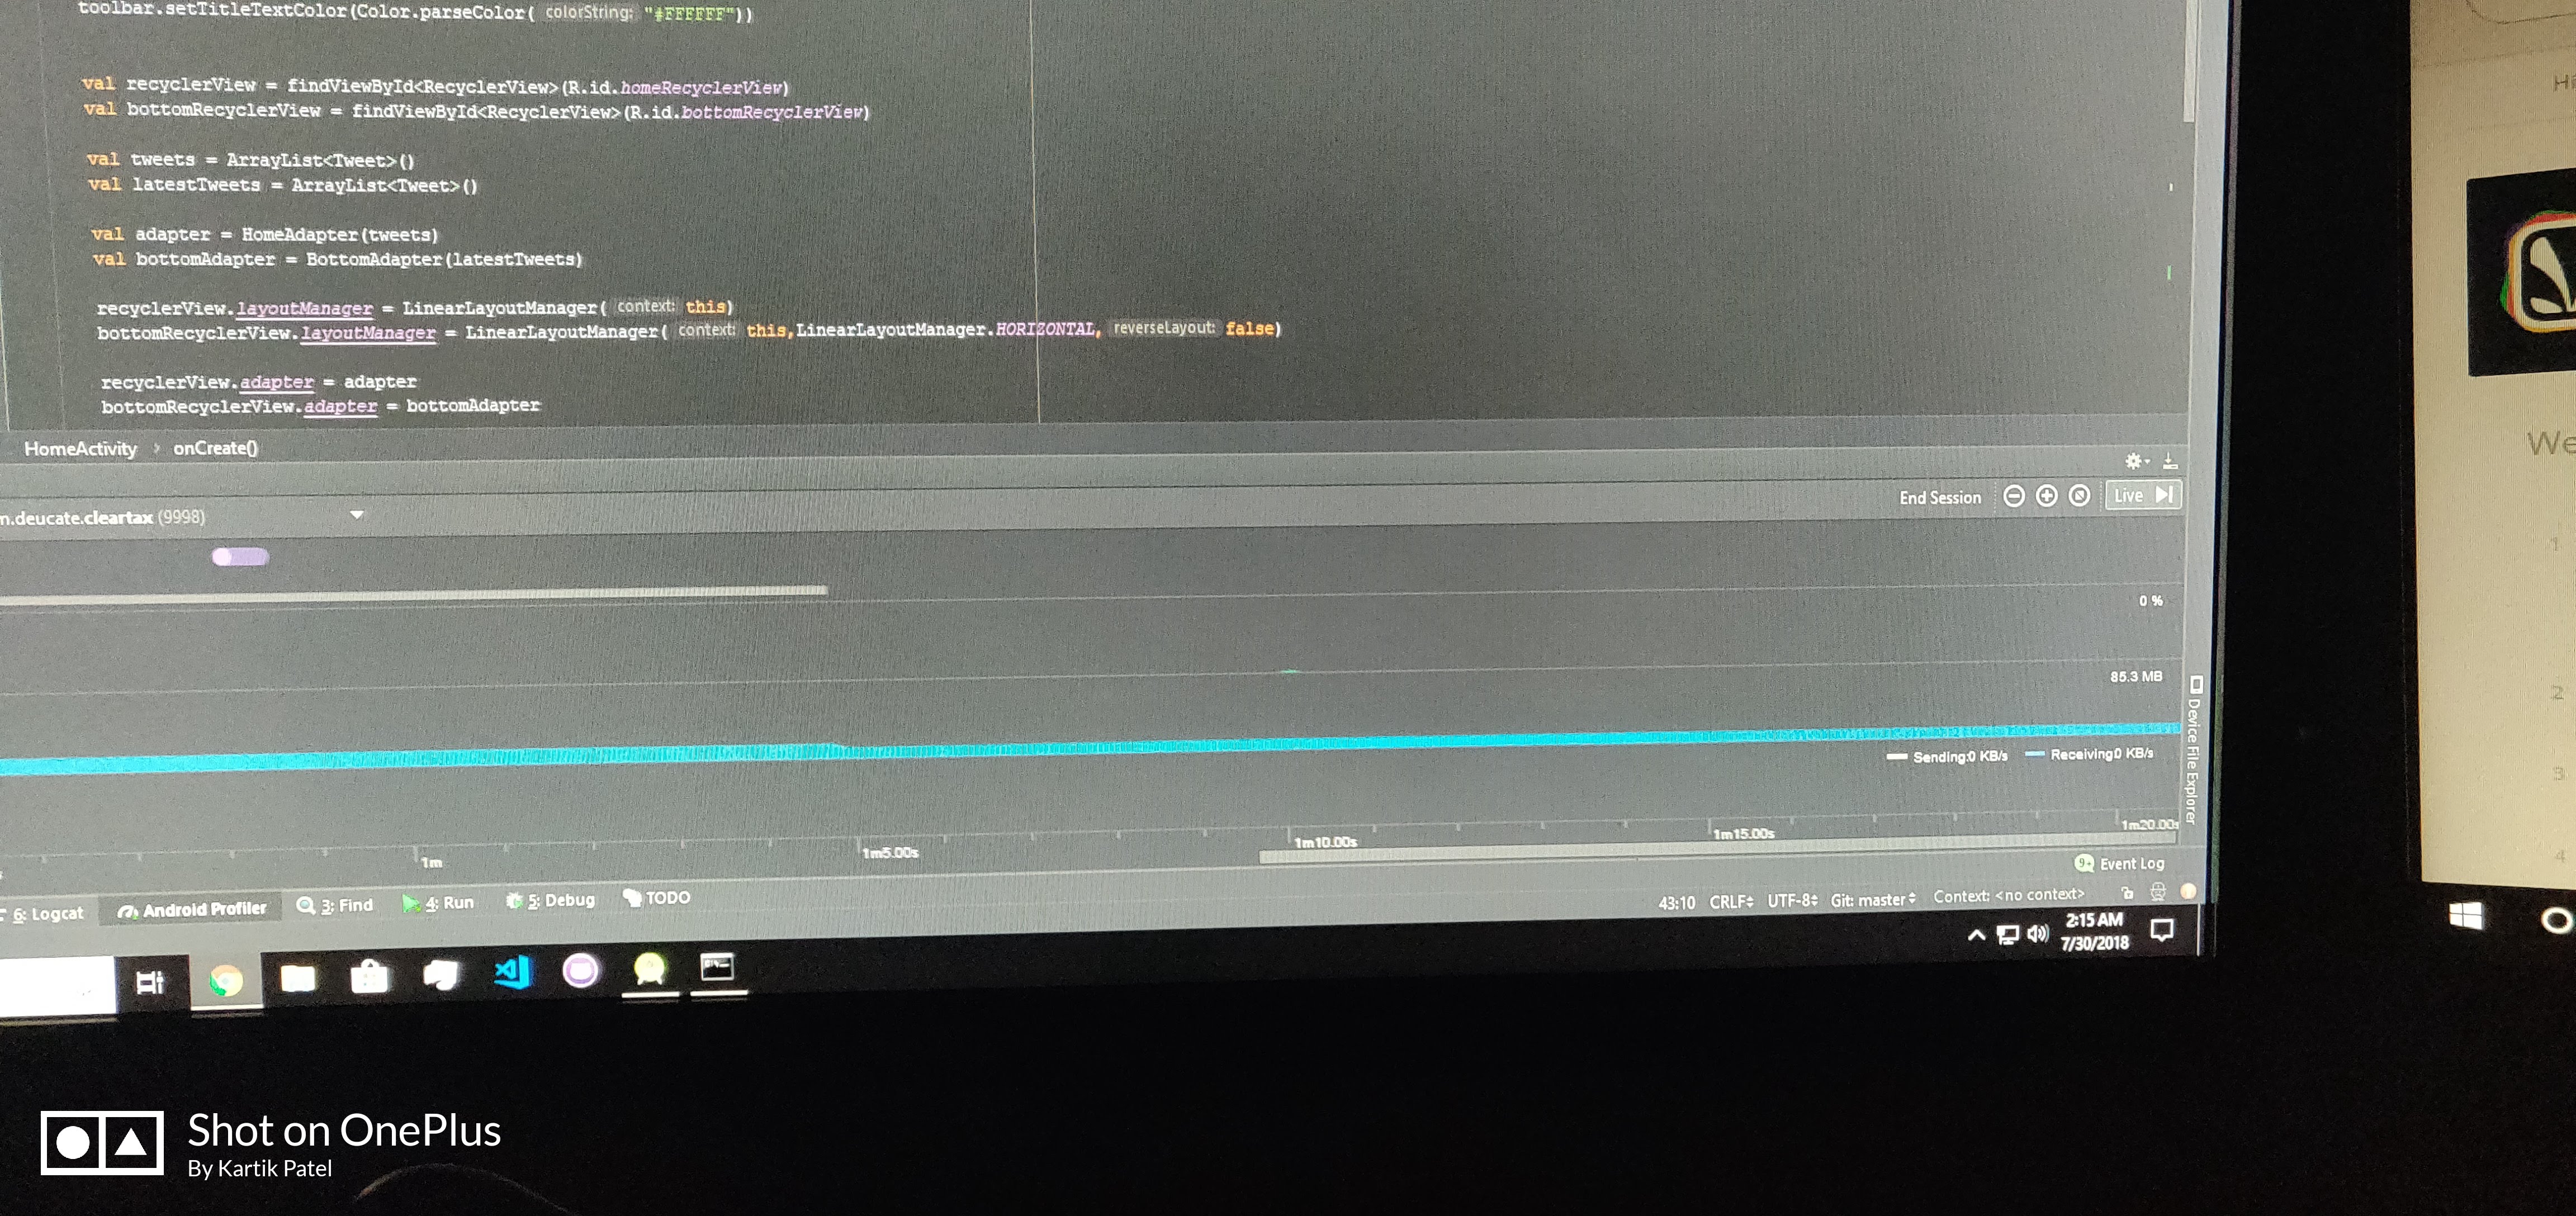 toolbar.setTitleTextColor(Color.parseColor( colorString: "#FFFFFF"))
val recyclerView = findViewById<RecyclerView>(R.id.homeRecyclerView)
val bottomRecyclerView = findViewById<RecyclerView>(R.id.bottomRecyclerView)
val tweets = ArrayList<Tweet>()
val latestTweets = ArrayList<Tweet>()
val adapter = HomeAdapter(tweets)
val bottomAdapter = BottomAdapter(latestTweets)
recyclerView.layoutManager = LinearLayoutManager( context: this)
bottomRecyclerView.layoutManager = LinearLayoutManager( context: this,LinearLayoutManager.HORIZONTAL, reverseLayout: false)
recyclerView.adapter = adapter
bottomRecyclerView.adapter = bottomAdapter
HomeActivity › onCreate()
End Session Live
m.deucate.cleartax (9998)
0 %
85.3 MB
Sending:0 KB/s Receiving:0 KB/s
1m 1m5.00s 1m10.00s 1m15.00s 1m20.00s
Device File Explorer
9+ Event Log
6: Logcat Android Profiler 3: Find 4: Run 5: Debug TODO
43:10 CRLF UTF-8 Git: master Context: <no context>
2:15 AM
7/30/2018
Hi
We
1
2
3
4
Shot on OnePlus
By Kartik Patel